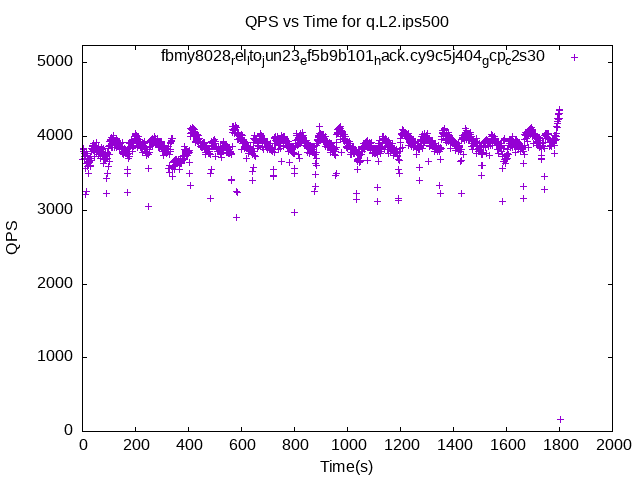 QPS vs Time for q.L2.ips500
fbmy8028relltojun23ef5b9b101hack.cy9c5j404gcpc2s30
5000
4000
3000
2000
1000
0
QPS
0 200 400 600 800 1000 1200 1400 1600 1800 2000
Time(s)